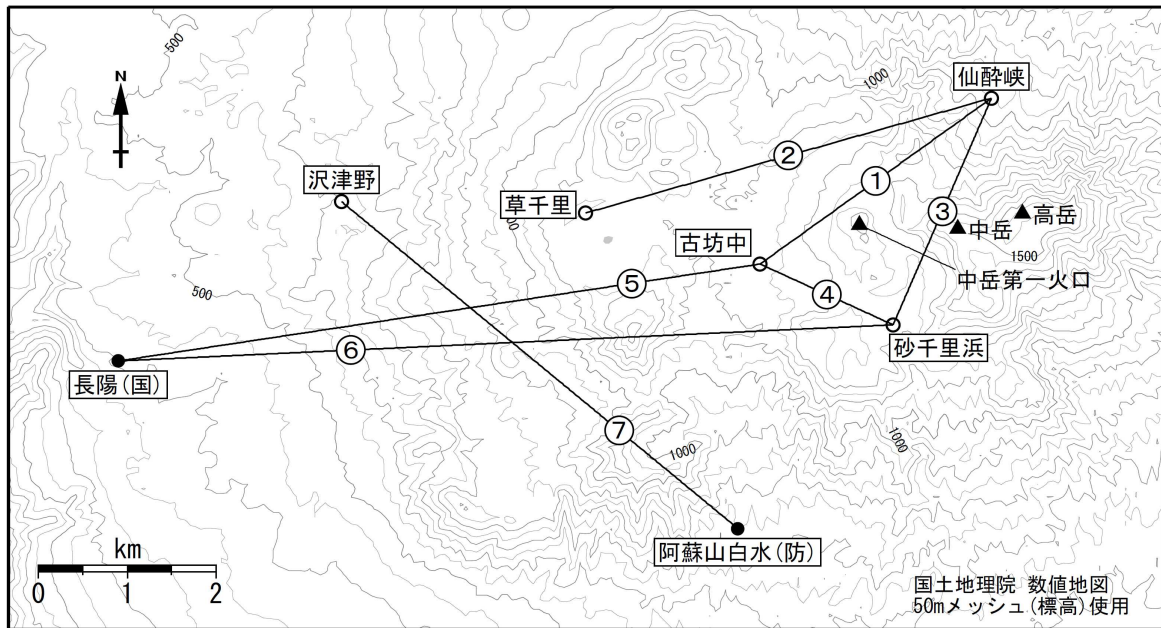 500
N
1000
仙酔峡
沢津野
②
①
草千里
③
高岳
中岳
古坊中
1500
中岳第一火口
500
⑤
④
⑥
砂千里浜
長陽(国)
⑦
1000
1000
km
0 1 2
阿蘇山白水(防)
国土地理院 数値地図
50mメッシュ(標高)使用